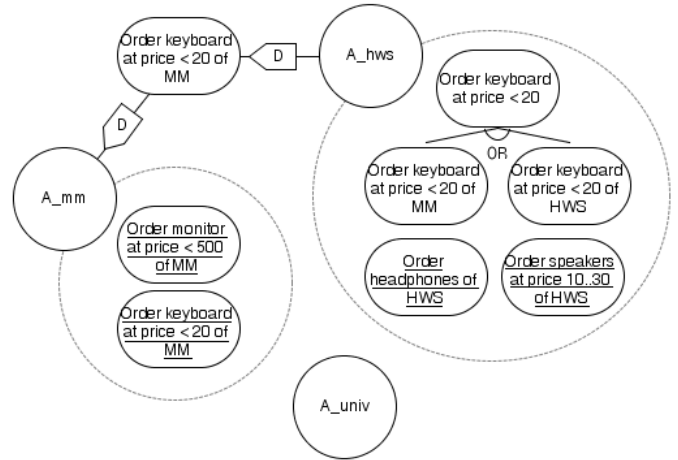 Order keyboard
at price <20 of
MM
D
A_hws
D
A_mm
Order monitor
at price <500
of MM
Order keyboard
at price <20 of
MM
Order keyboard
at price <20
OR
Order keyboard
at price <20 of
MM
Order keyboard
at price <20 of
HWS
Order
headphones of
HWS
Order speakers
at price 10..30
of HWS
A_univ